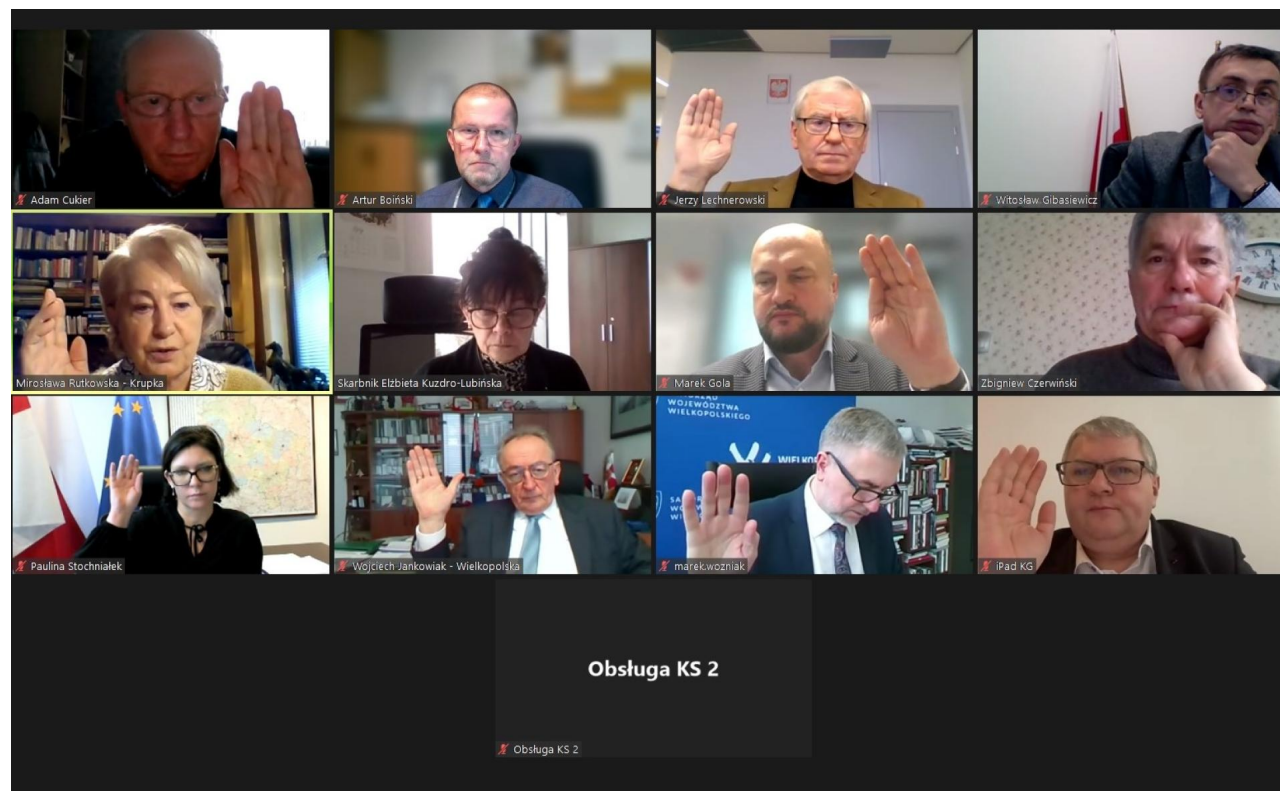 Adam Cukier
Artur Boiński
Jerzy Lechnerowski
Witosław Gibasiewicz
Mirosława Rutkowska - Krupka
Skarbnik Elżbieta Kuzdro-Lubińska
Marek Gola
Zbigniew Czerwiński
WOJEWÓDZTWA
WIELKOPOLSKIEGO
Paulina Stochniałek
Wojciech Jankowiak - Wielkopolska
marek.wozniak
iPad KG
Obsługa KS 2
Obsługa KS 2